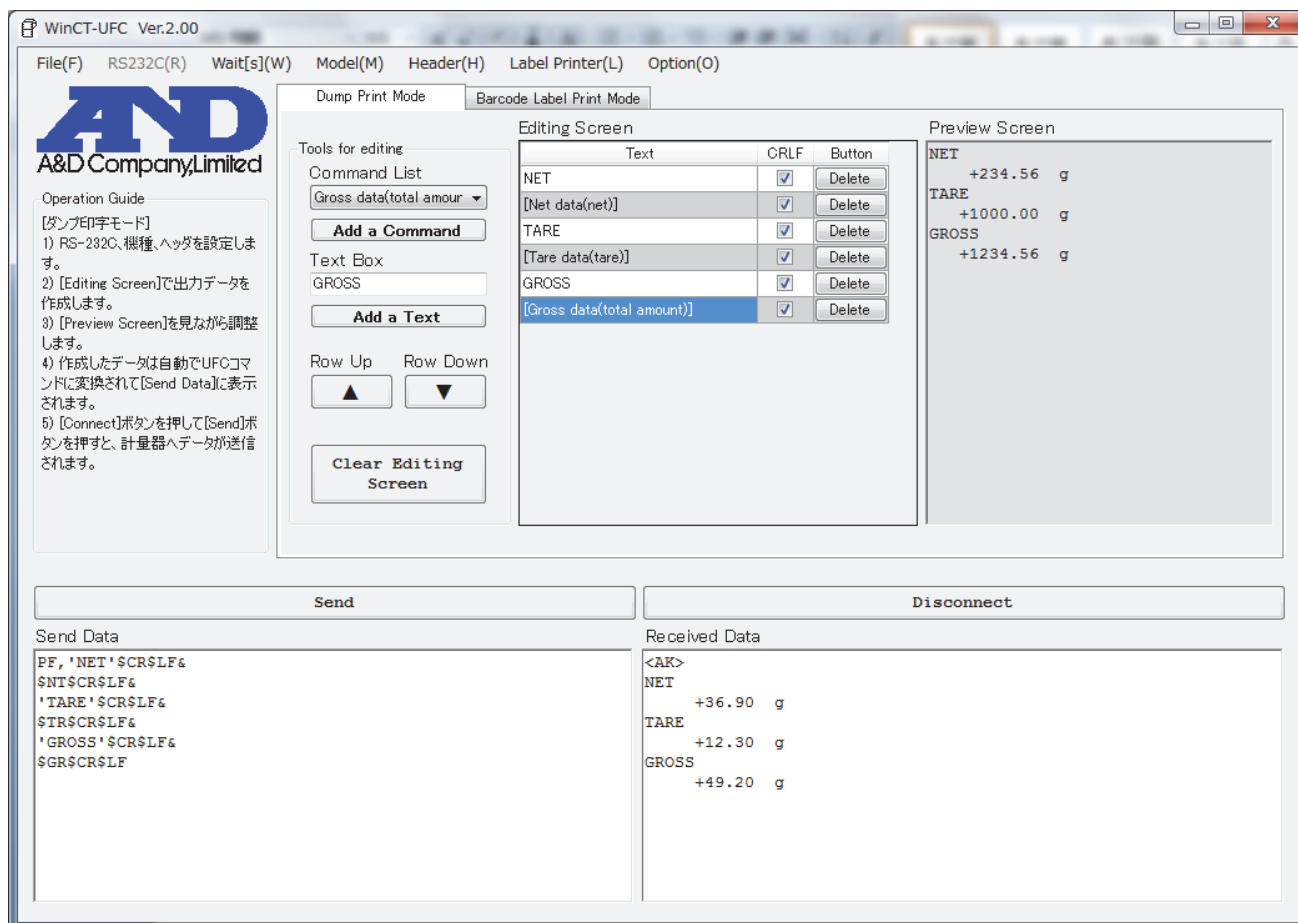 WinCT-UFC Ver.2.00
File(F) RS232C(R) Wait[s](W) Model(M) Header(H) Label Printer(L) Option(O)
AND
A&D Company,Limited
Operation Guide
[ダンプ印字モード]
1) RS-232C、機種、ヘッダを設定しま
す。
2) [Editing Screen]で出力データを
作成します。
3) [Preview Screen]を見ながら調整
します。
4) 作成したデータは自動でUFCコマ
ンドに変換されて[Send Data]に表示
されます。
5) [Connect]ボタンを押して[Send]ボ
タンを押すと、計量器へデータが送信
されます。
Dump Print Mode
Barcode Label Print Mode
Tools for editing
Command List
Gross data(total amour
Add a Command
Text Box
GROSS
Add a Text
Row Up Row Down
▲ ▼
Clear Editing
Screen
Editing Screen
Text CRLF Button
NET Delete
[Net data(net)] Delete
TARE Delete
[Tare data(tare)] Delete
GROSS Delete
[Gross data(total amount)] Delete
Preview Screen
NET
+234.56 g
TARE
+1000.00 g
GROSS
+1234.56 g
Send
Disconnect
Send Data
PF,'NET'$CR$LF&
$NT$CR$LF&
'TARE'$CR$LF&
$TR$CR$LF&
'GROSS'$CR$LF&
$GR$CR$LF
Received Data
<AK>
NET
+36.90 g
TARE
+12.30 g
GROSS
+49.20 g